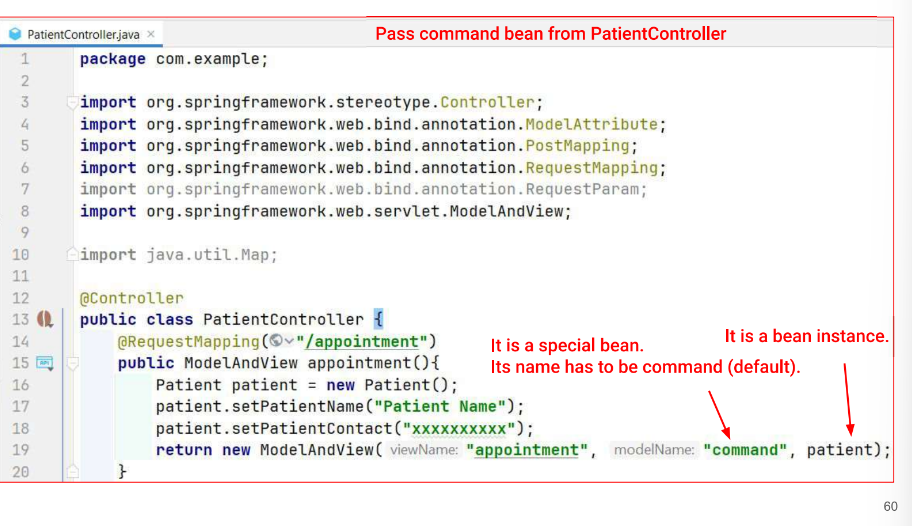 PatientController.java ×
Pass command bean from PatientController
1 package com.example;
2
3 import org.springframework.stereotype.Controller;
4 import org.springframework.web.bind.annotation.ModelAttribute;
5 import org.springframework.web.bind.annotation.PostMapping;
6 import org.springframework.web.bind.annotation.RequestMapping;
7 import org.springframework.web.bind.annotation.RequestParam;
8 import org.springframework.web.servlet.ModelAndView;
9
10 import java.util.Map;
11
12 @Controller
13 public class PatientController {
14 @RequestMapping("/appointment")
It is a special bean.
It is a bean instance.
15 public ModelAndView appointment(){
Its name has to be command (default).
16 Patient patient = new Patient();
17 patient.setPatientName("Patient Name");
18 patient.setPatientContact("xxxxxxxxxx");
19 return new ModelAndView( viewName: "appointment", modelName: "command", patient);
20 }
60